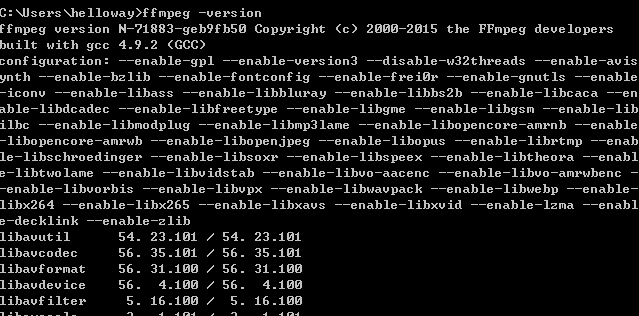 C:\Users\helloway>ffmpeg -version
ffmpeg version N-71883-geb9fb50 Copyright (c) 2000-2015 the FFmpeg developers
built with gcc 4.9.2 (GCC)
configuration: --enable-gpl --enable-version3 --disable-w32threads --enable-avis
ynth --enable-bzlib --enable-fontconfig --enable-frei0r --enable-gnutls --enable
-iconv --enable-libass --enable-libbluray --enable-libbs2b --enable-libcaca --en
able-libdcadec --enable-libfreetype --enable-libgme --enable-libgsm --enable-lib
ilbc --enable-libmodplug --enable-libmp3lame --enable-libopencore-amrnb --enable
-libopencore-amrwb --enable-libopenjpeg --enable-libopus --enable-librtmp --enab
le-libschroedinger --enable-libsoxr --enable-libspeex --enable-libtheora --enabl
e-libtwolame --enable-libvidstab --enable-libvo-aacenc --enable-libvo-amrwbenc -
-enable-libvorbis --enable-libvpx --enable-libwavpack --enable-libwebp --enable-
libx264 --enable-libx265 --enable-libxavs --enable-libxvid --enable-lzma --enabl
e-decklink --enable-zlib
libavutil      54. 23.101 / 54. 23.101
libavcodec     56. 35.101 / 56. 35.101
libavformat    56. 31.100 / 56. 31.100
libavdevice    56.  4.100 / 56.  4.100
libavfilter     5. 16.100 /  5. 16.100